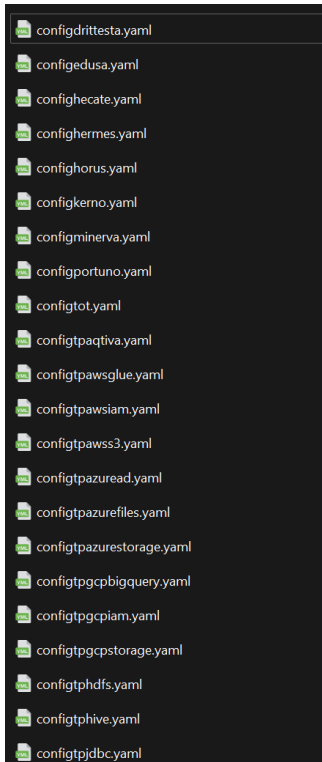 configdrittesta.yaml
configedusa.yaml
confighecate.yaml
confighermes.yaml
confighorus.yaml
configkerno.yaml
configminerva.yaml
configportuno.yaml
configtot.yaml
configtpaqtiva.yaml
configtpawsglue.yaml
configtpawsiam.yaml
configtpawss3.yaml
configtpazuread.yaml
configtpazurefiles.yaml
configtpazurestorage.yaml
configtpgcpbigquery.yaml
configtpgcpiam.yaml
configtpgcpstorage.yaml
configtphdfs.yaml
configtphive.yaml
configtpjdbc.yaml